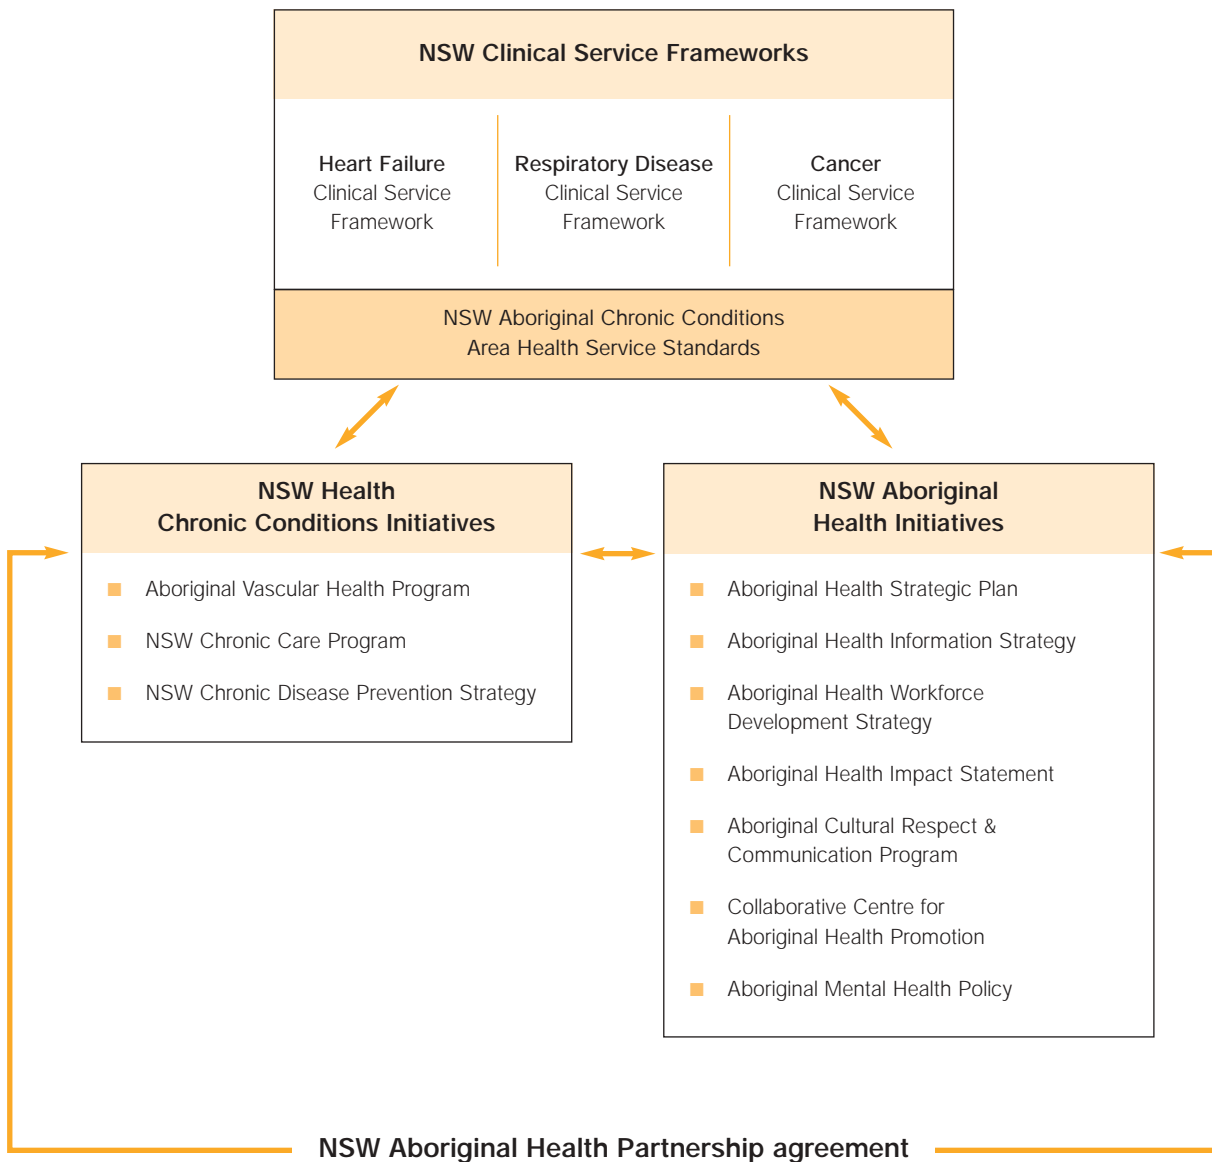 NSW Clinical Service Frameworks
Heart Failure
Clinical Service
Framework
Respiratory Disease
Clinical Service
Framework
Cancer
Clinical Service
Framework
NSW Aboriginal Chronic Conditions
Area Health Service Standards
NSW Health
Chronic Conditions Initiatives
Aboriginal Vascular Health Program
NSW Chronic Care Program
NSW Chronic Disease Prevention Strategy
NSW Aboriginal
Health Initiatives
Aboriginal Health Strategic Plan
Aboriginal Health Information Strategy
Aboriginal Health Workforce
Development Strategy
Aboriginal Health Impact Statement
Aboriginal Cultural Respect &
Communication Program
Collaborative Centre for
Aboriginal Health Promotion
Aboriginal Mental Health Policy
NSW Aboriginal Health Partnership agreement